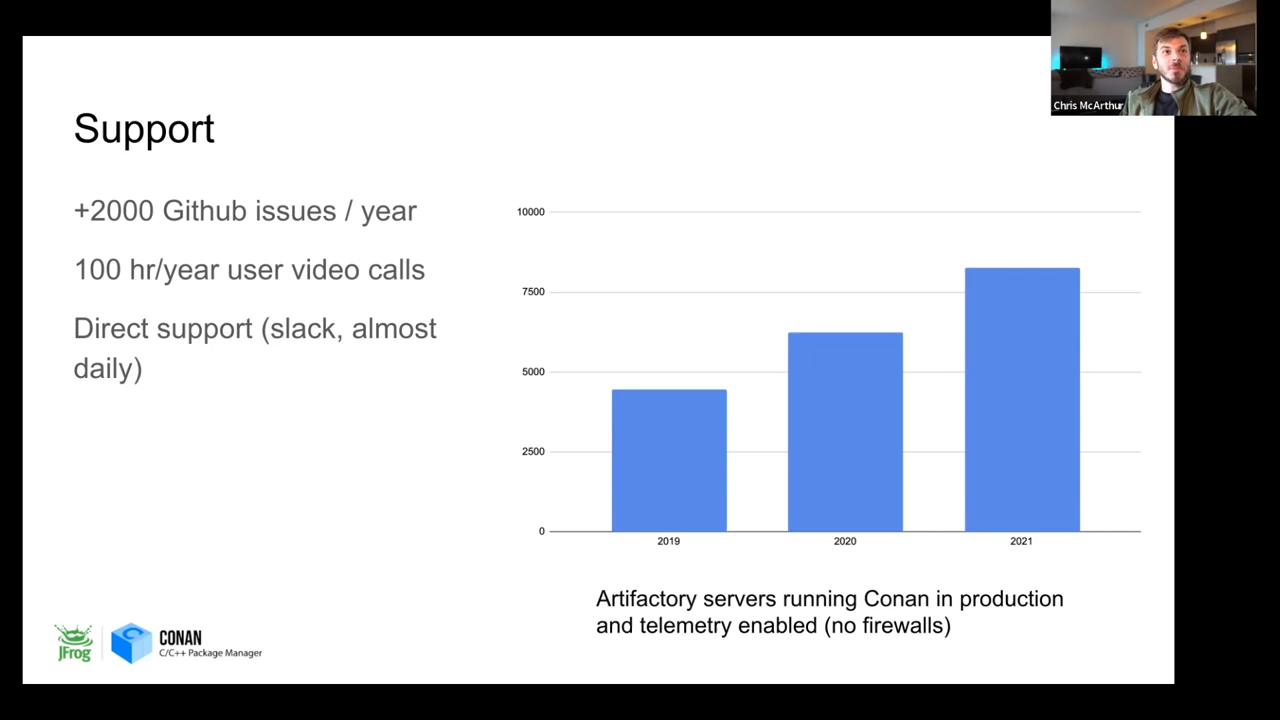 Chris McArthur
Support
+2000 Github issues / year
100 hr/year user video calls
Direct support (slack, almost
daily)
10000
7500
5000
2500
0
2019
2020
2021
Artifactory servers running Conan in production
and telemetry enabled (no firewalls)
JFrog
CONAN
C/C++ Package Manager